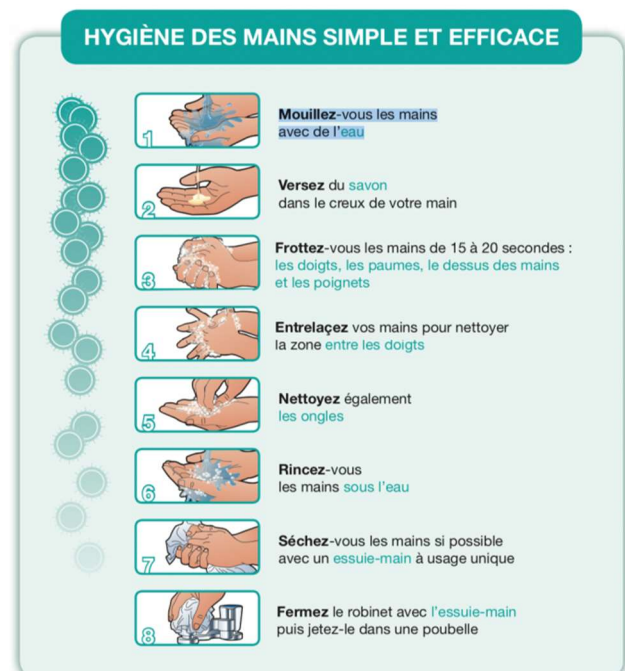 HYGIÈNE DES MAINS SIMPLE ET EFFICACE
1
Mouillez-vous les mains
avec de l'eau
2
Versez du savon
dans le creux de votre main
3
Frottez-vous les mains de 15 à 20 secondes :
les doigts, les paumes, le dessus des mains
et les poignets
4
Entrelaçez vos mains pour nettoyer
la zone entre les doigts
5
Nettoyez également
les ongles
6
Rincez-vous
les mains sous l'eau
7
Séchez-vous les mains si possible
avec un essuie-main à usage unique
8
Fermez le robinet avec l'essuie-main
puis jetez-le dans une poubelle